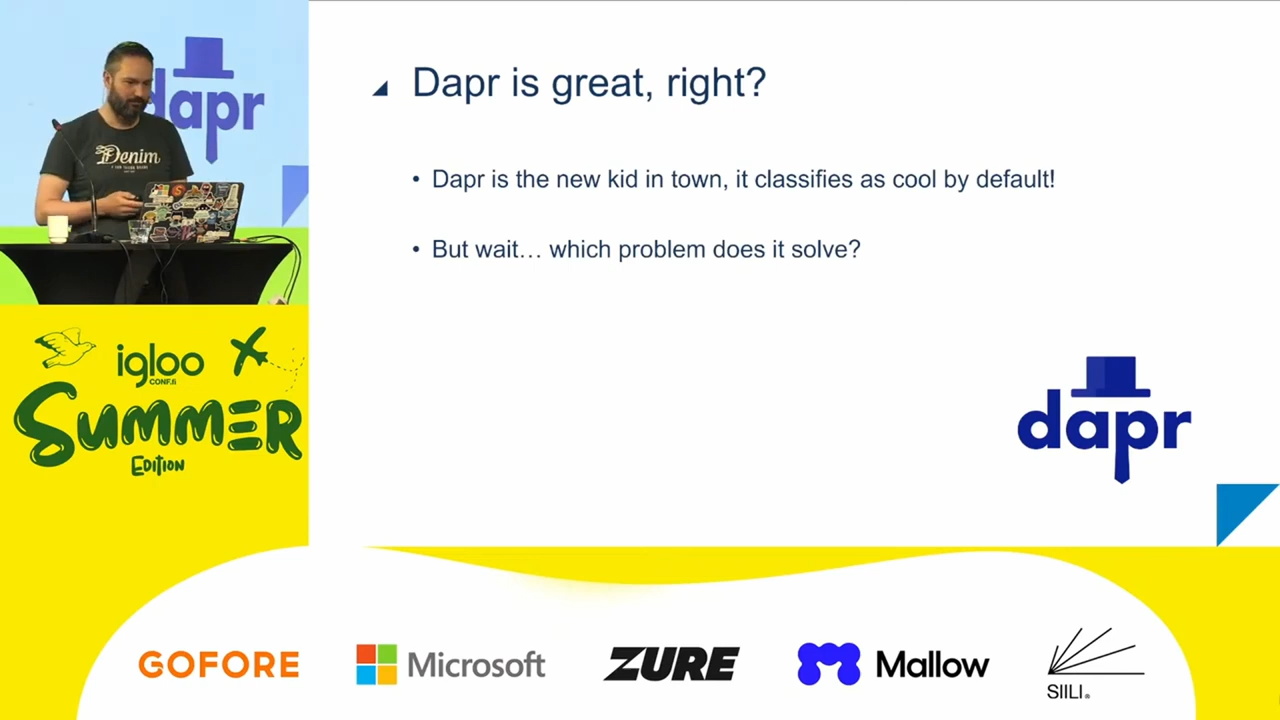 dapr
Denim
Dapr is great, right?
• Dapr is the new kid in town, it classifies as cool by default!
• But wait… which problem does it solve?
dapr
igloo
CONF.fi
SUMMER
EDITION
GOFORE
Microsoft
ZURE
Mallow
SIILI